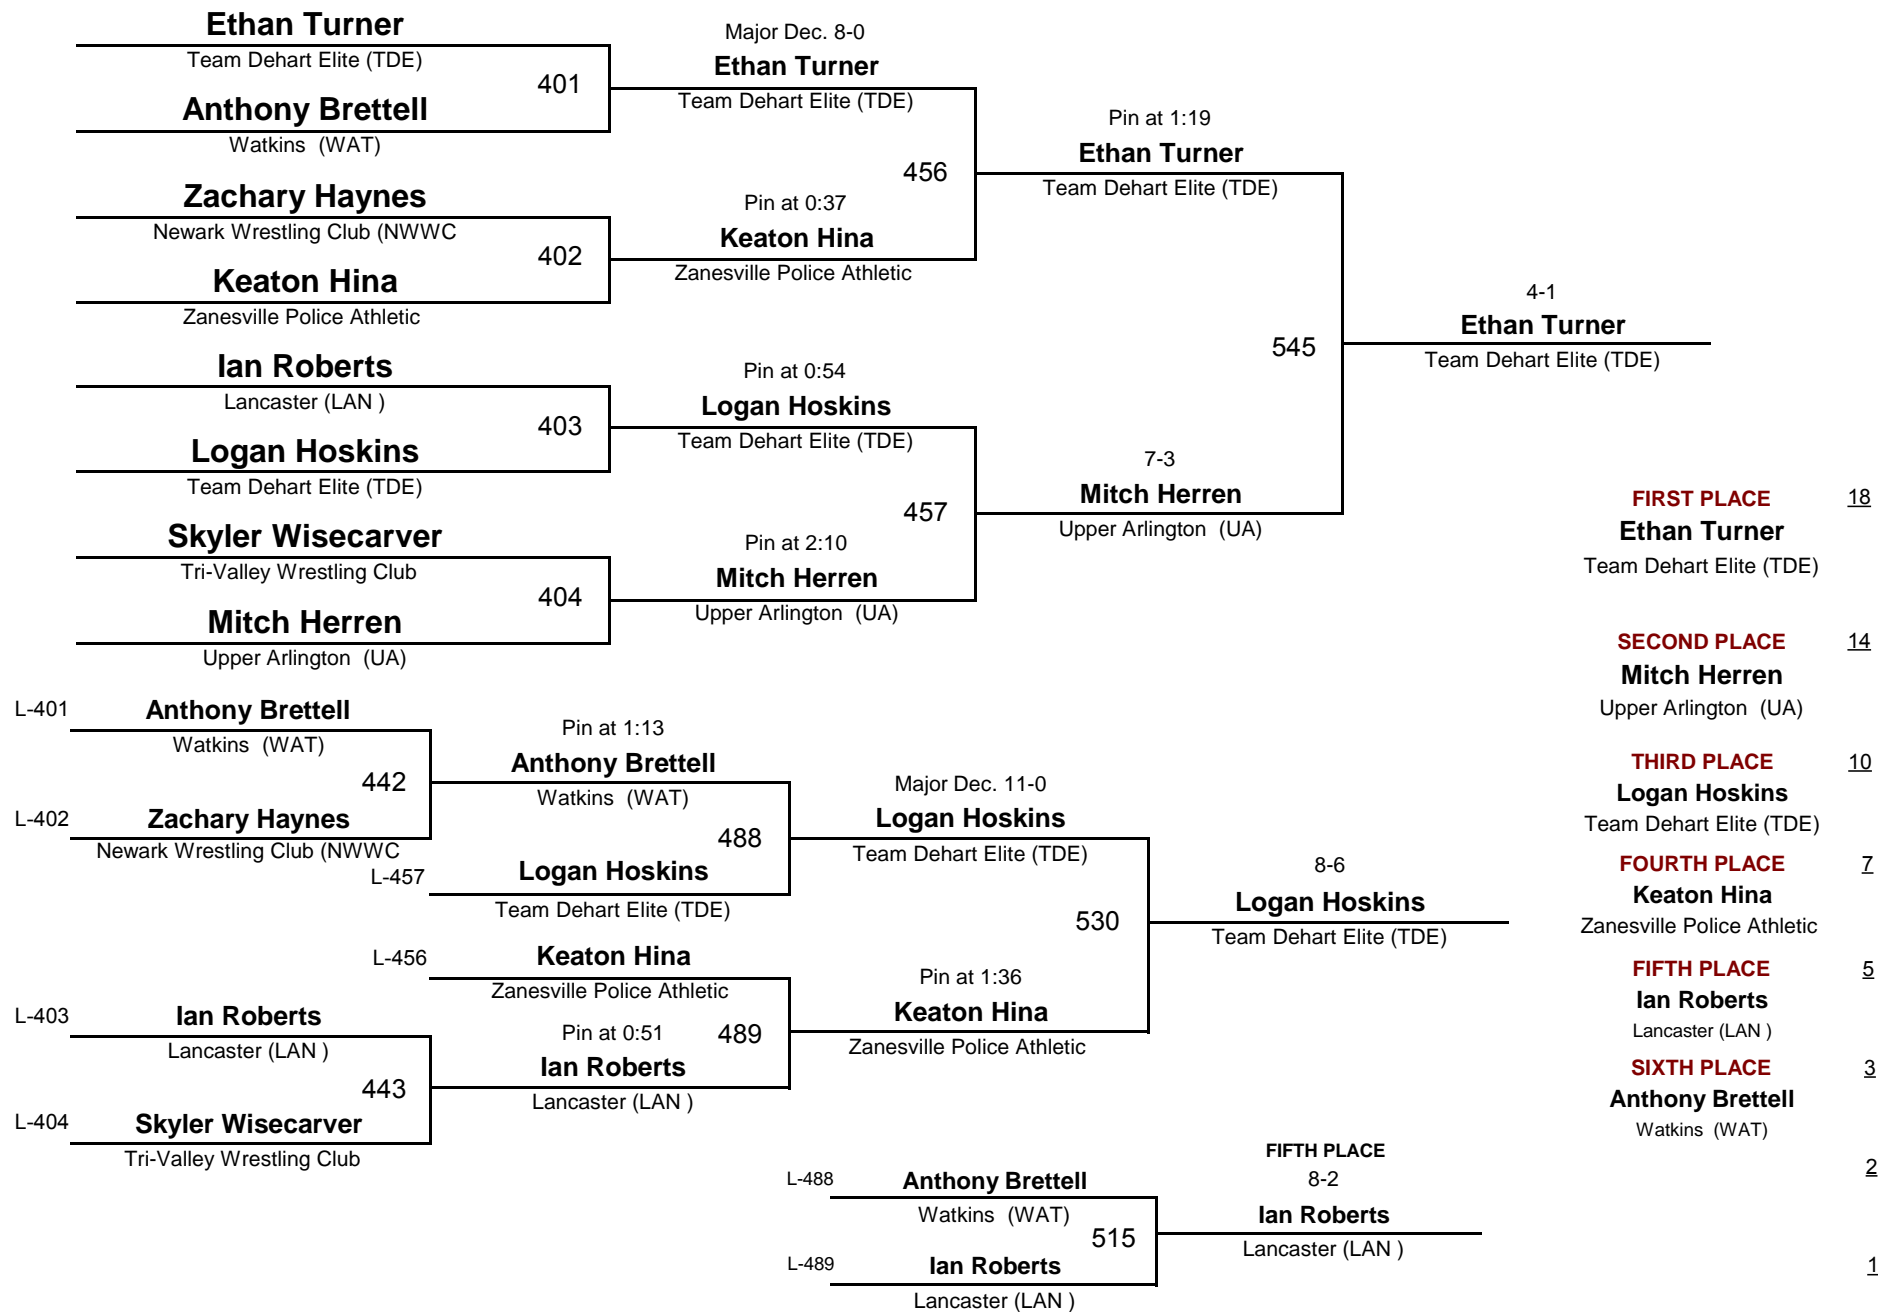 Ethan Turner
Team Dehart Elite (TDE)
401
Anthony Brettell
Watkins  (WAT)
Zachary Haynes
Newark Wrestling Club (NWWC
402
Keaton Hina
Zanesville Police Athletic
Ian Roberts
Lancaster (LAN )
403
Logan Hoskins
Team Dehart Elite (TDE)
Skyler Wisecarver
Tri-Valley Wrestling Club
404
Mitch Herren
Upper Arlington  (UA)
Major Dec. 8-0
Ethan Turner
Team Dehart Elite (TDE)
456
Pin at 0:37
Keaton Hina
Zanesville Police Athletic
Pin at 0:54
Logan Hoskins
Team Dehart Elite (TDE)
457
Pin at 2:10
Mitch Herren
Upper Arlington  (UA)
Pin at 1:19
Ethan Turner
Team Dehart Elite (TDE)
545
7-3
Mitch Herren
Upper Arlington  (UA)
4-1
Ethan Turner
Team Dehart Elite (TDE)
L-401
Anthony Brettell
Watkins  (WAT)
442
L-402
Zachary Haynes
Newark Wrestling Club (NWWC
Pin at 1:13
Anthony Brettell
Watkins  (WAT)
488
L-457
Logan Hoskins
Team Dehart Elite (TDE)
L-456
Keaton Hina
Zanesville Police Athletic
489
L-403
Ian Roberts
Lancaster (LAN )
443
L-404
Skyler Wisecarver
Tri-Valley Wrestling Club
Pin at 0:51
Ian Roberts
Lancaster (LAN )
Major Dec. 11-0
Logan Hoskins
Team Dehart Elite (TDE)
530
Pin at 1:36
Keaton Hina
Zanesville Police Athletic
8-6
Logan Hoskins
Team Dehart Elite (TDE)
L-488
Anthony Brettell
Watkins  (WAT)
515
L-489
Ian Roberts
Lancaster (LAN )
FIFTH PLACE
8-2
Ian Roberts
Lancaster (LAN )
FIRST PLACE 18
Ethan Turner
Team Dehart Elite (TDE)
SECOND PLACE 14
Mitch Herren
Upper Arlington  (UA)
THIRD PLACE 10
Logan Hoskins
Team Dehart Elite (TDE)
FOURTH PLACE 7
Keaton Hina
Zanesville Police Athletic
FIFTH PLACE 5
Ian Roberts
Lancaster (LAN )
SIXTH PLACE 3
Anthony Brettell
Watkins  (WAT)
2
1